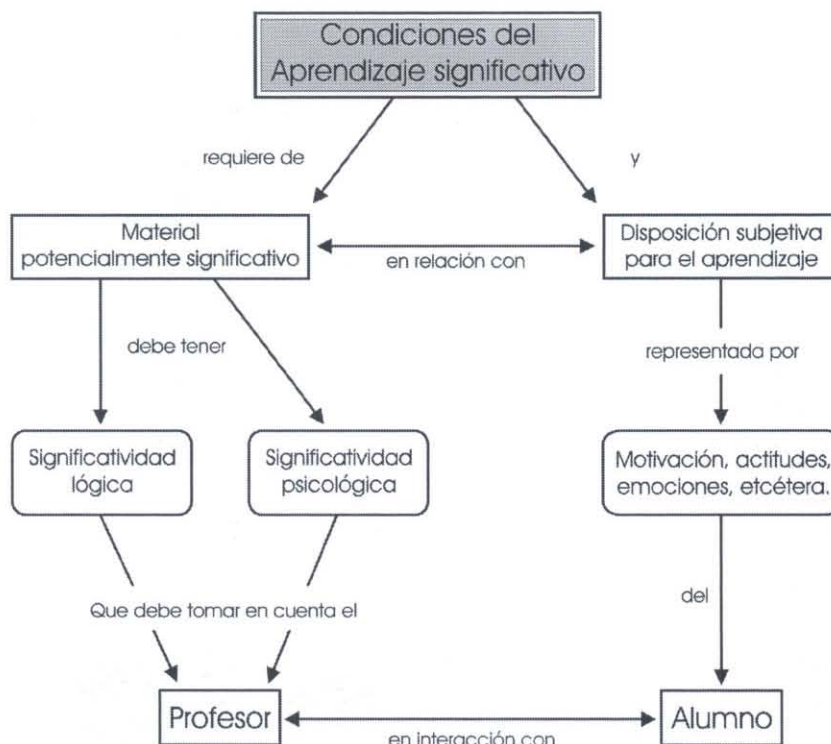 Condiciones del
Aprendizaje significativo
requiere de
y
Material
potencialmente significativo
en relación con
Disposición subjetiva
para el aprendizaje
debe tener
representada por
Significatividad
lógica
Significatividad
psicológica
Motivación, actitudes,
emociones, etcétera.
Que debe tomar en cuenta el
del
Profesor
en interacción con
Alumno